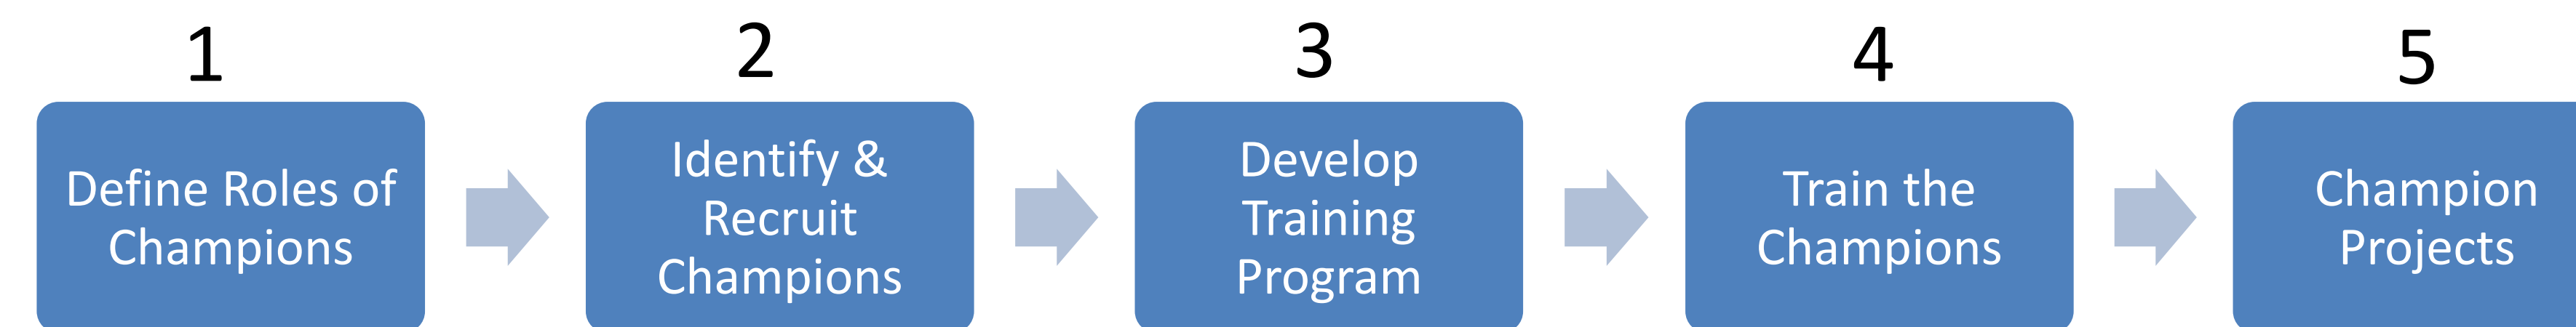 1
Define Roles of
Champions
2
Identify &
Recruit
Champions
3
Develop
Training
Program
4
Train the
Champions
5
Champion
Projects